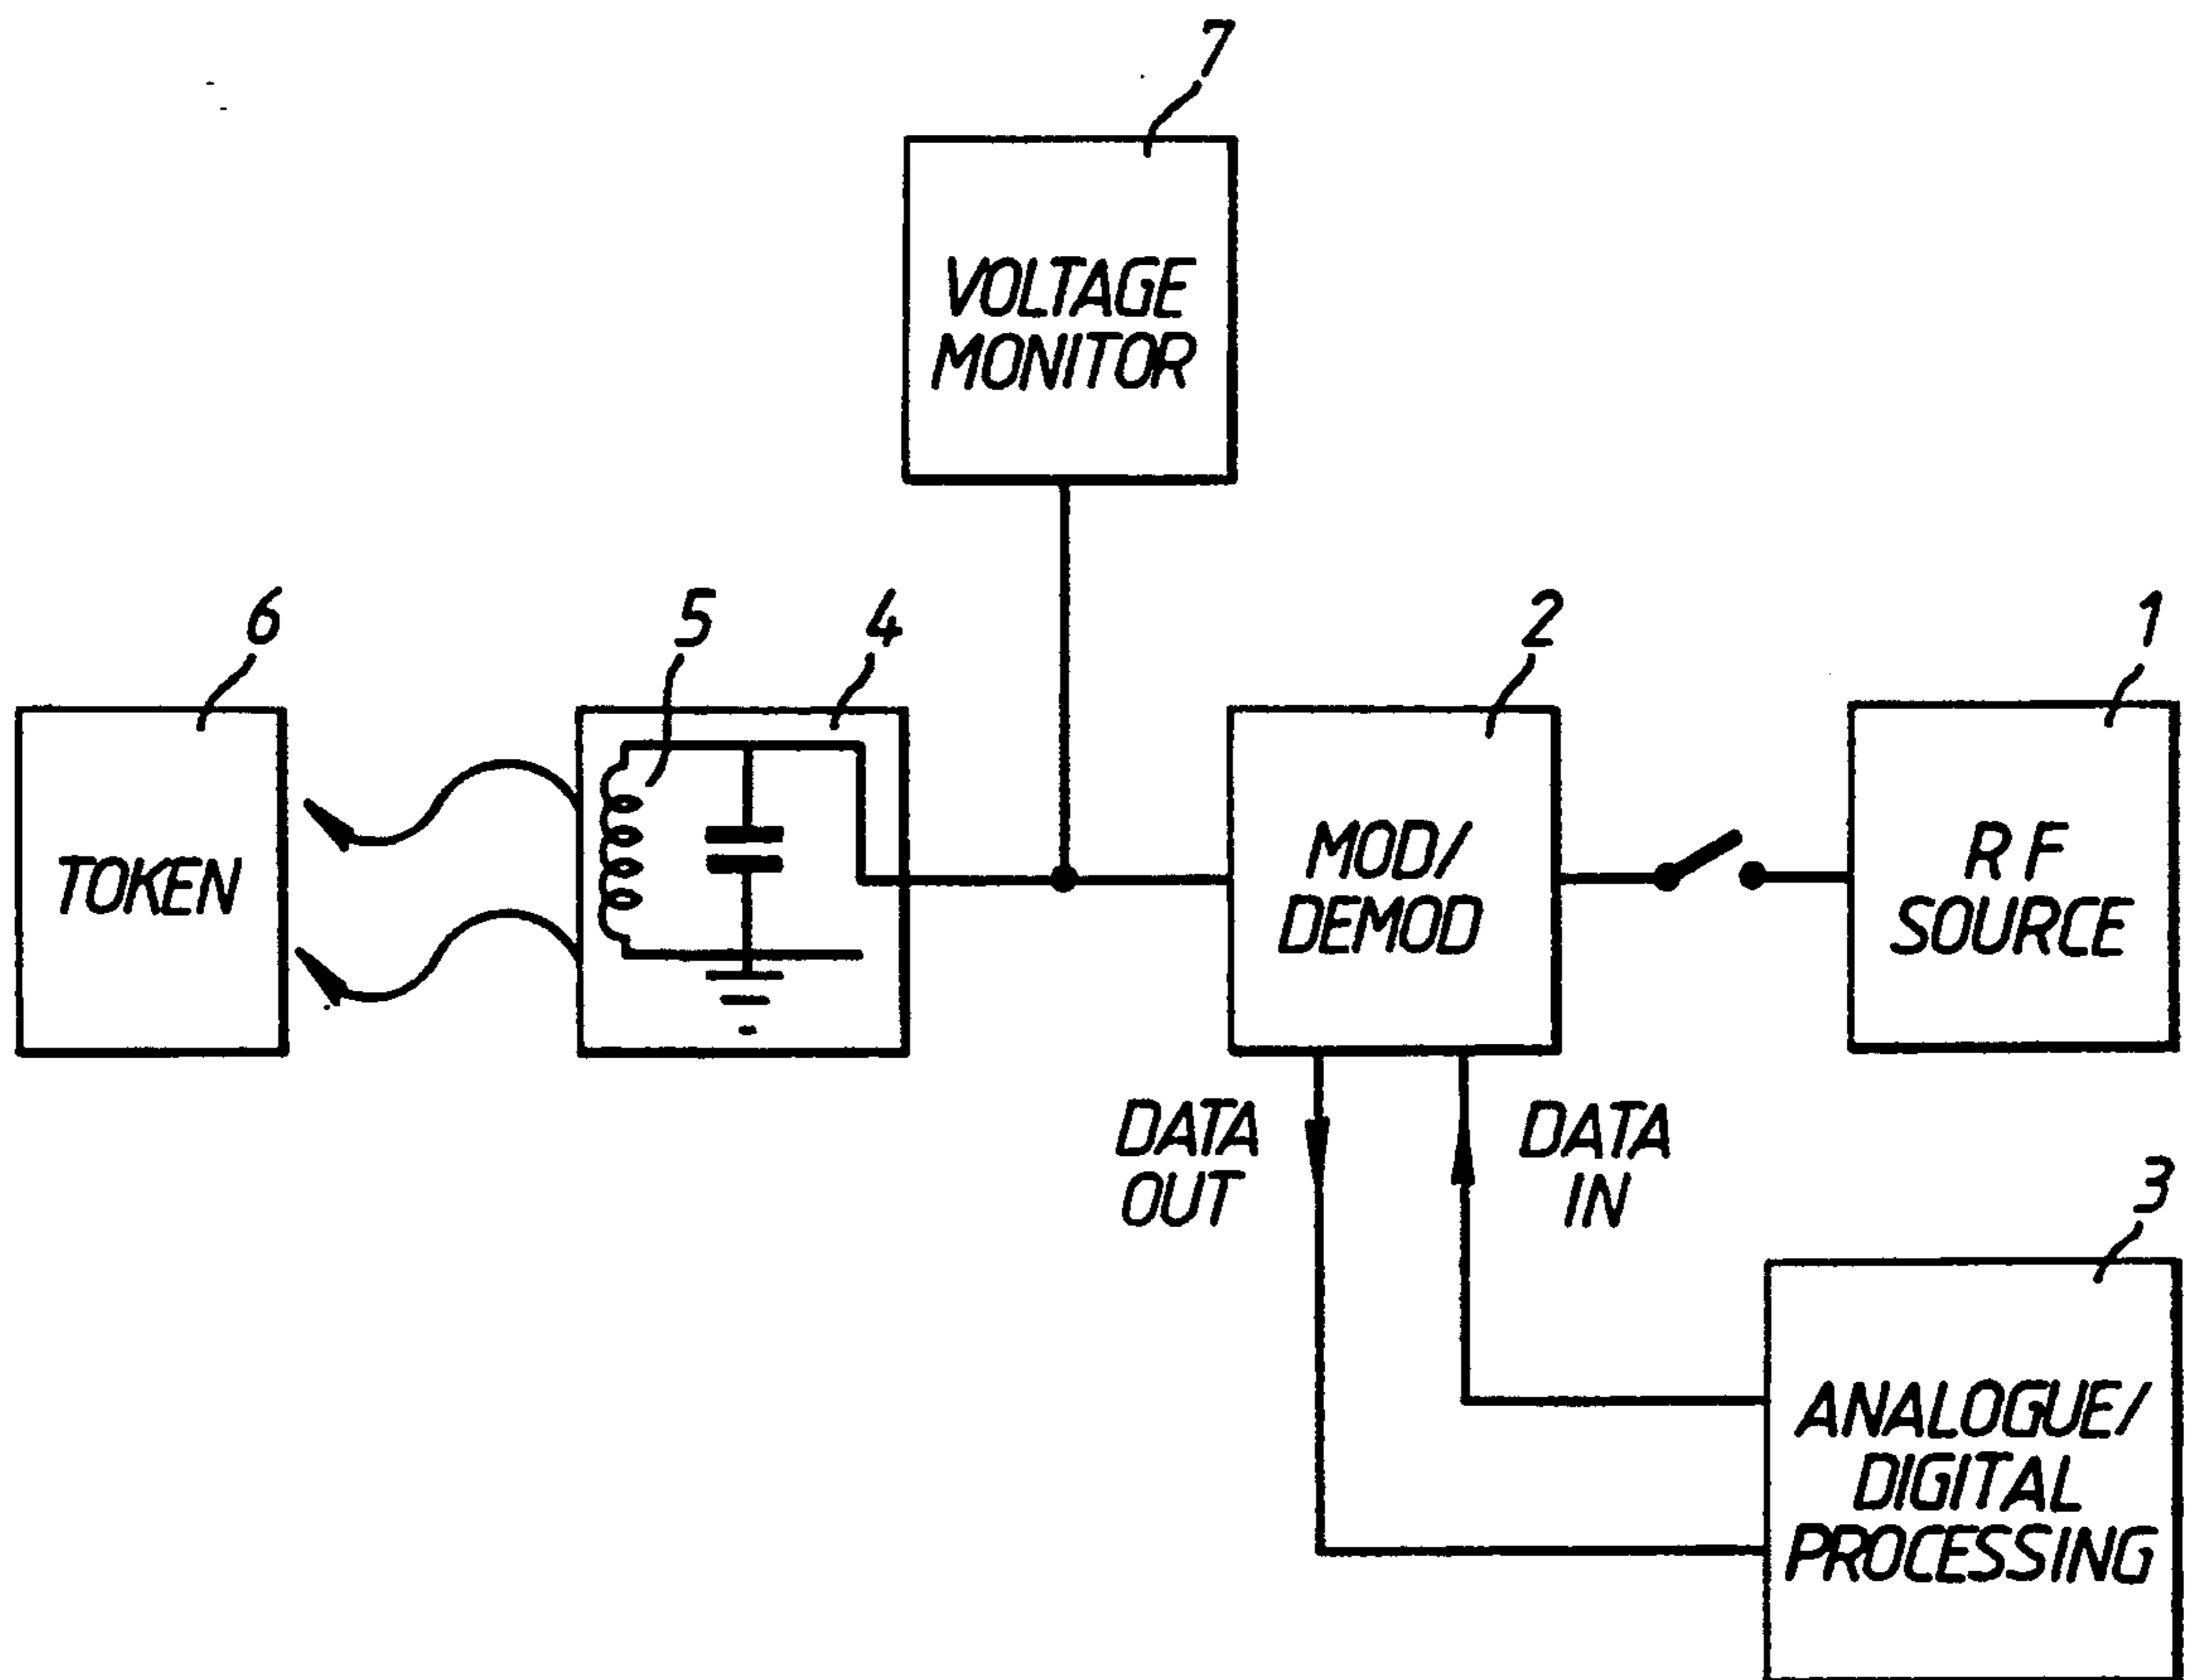 7
VOLTAGE
MONITOR
6
5
4
2
1
TOKEN
MOD/
DEMOD
RF
SOURCE
DATA
OUT
DATA
IN
3
ANALOGUE/
DIGITAL
PROCESSING